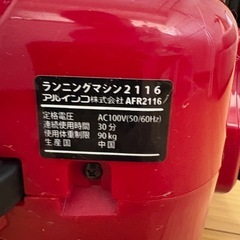 ランニングマシン2116
アルインコ株式会社 AFR2116
定格電圧 AC100V(50/60Hz)
連続使用時間 30分
使用体重制限 90kg
生産国 中国